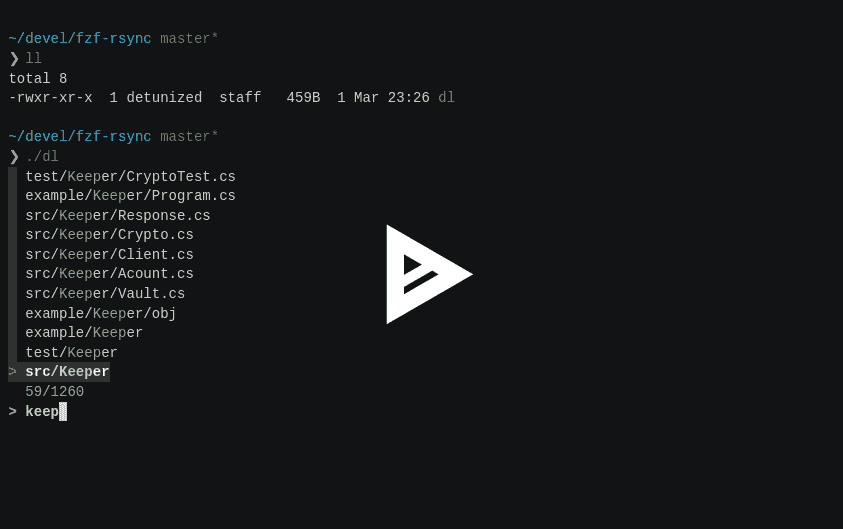 ~/devel/fzf-rsync master*
❯ ll
total 8
-rwxr-xr-x  1 detunized  staff   459B  1 Mar 23:26 dl
~/devel/fzf-rsync master*
❯ ./dl
test/Keeper/CryptoTest.cs
example/Keeper/Program.cs
src/Keeper/Response.cs
src/Keeper/Crypto.cs
src/Keeper/Client.cs
src/Keeper/Acount.cs
src/Keeper/Vault.cs
example/Keeper/obj
example/Keeper
test/Keeper
> src/Keeper
59/1260
> keep